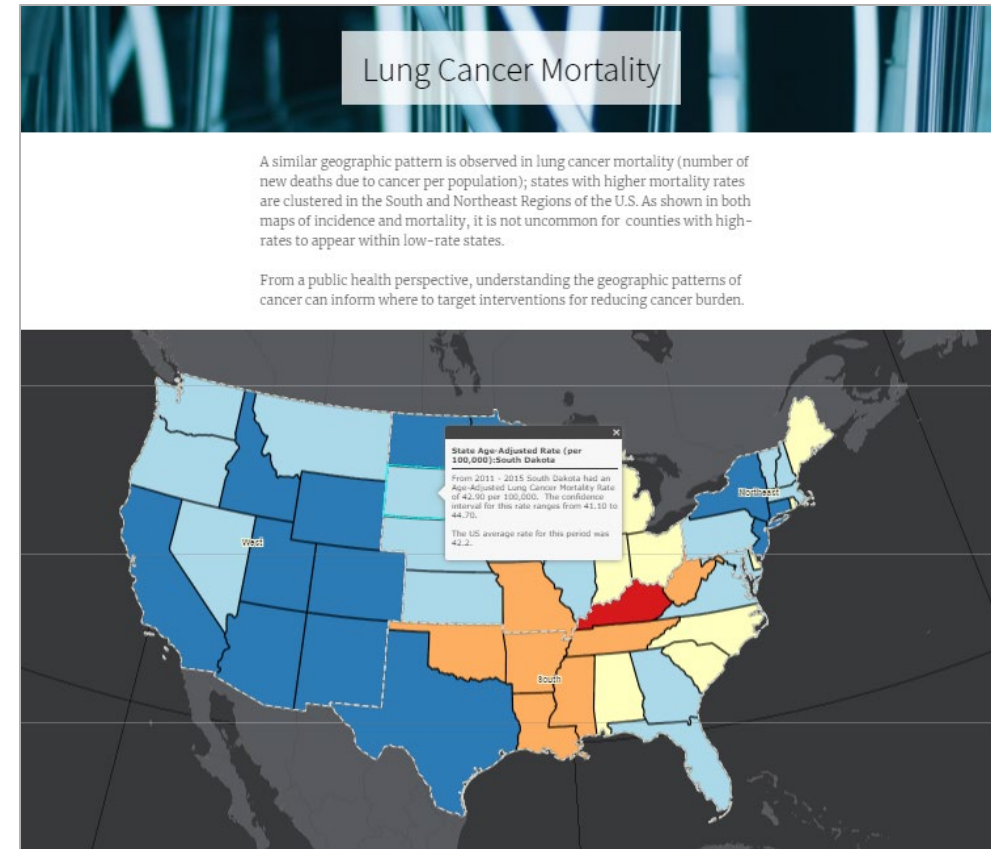 Lung Cancer Mortality
A similar geographic pattern is observed in lung cancer mortality (number of
new deaths due to cancer per population); states with higher mortality rates
are clustered in the South and Northeast Regions of the U.S. As shown in both
maps of incidence and mortality, it is not uncommon for counties with high-
rates to appear within low-rate states.
From a public health perspective, understanding the geographic patterns of
cancer can inform where to target interventions for reducing cancer burden.
State Age-Adjusted Rate (per
100,000):South Dakota
From 2011 - 2015 South Dakota had an
Age-Adjusted Lung Cancer Mortality Rate
of 42.90 per 100,000. The confidence
interval for this rate ranges from 41.10 to
44.70.
The US average rate for this period was
42.2.
Northeast
West
South